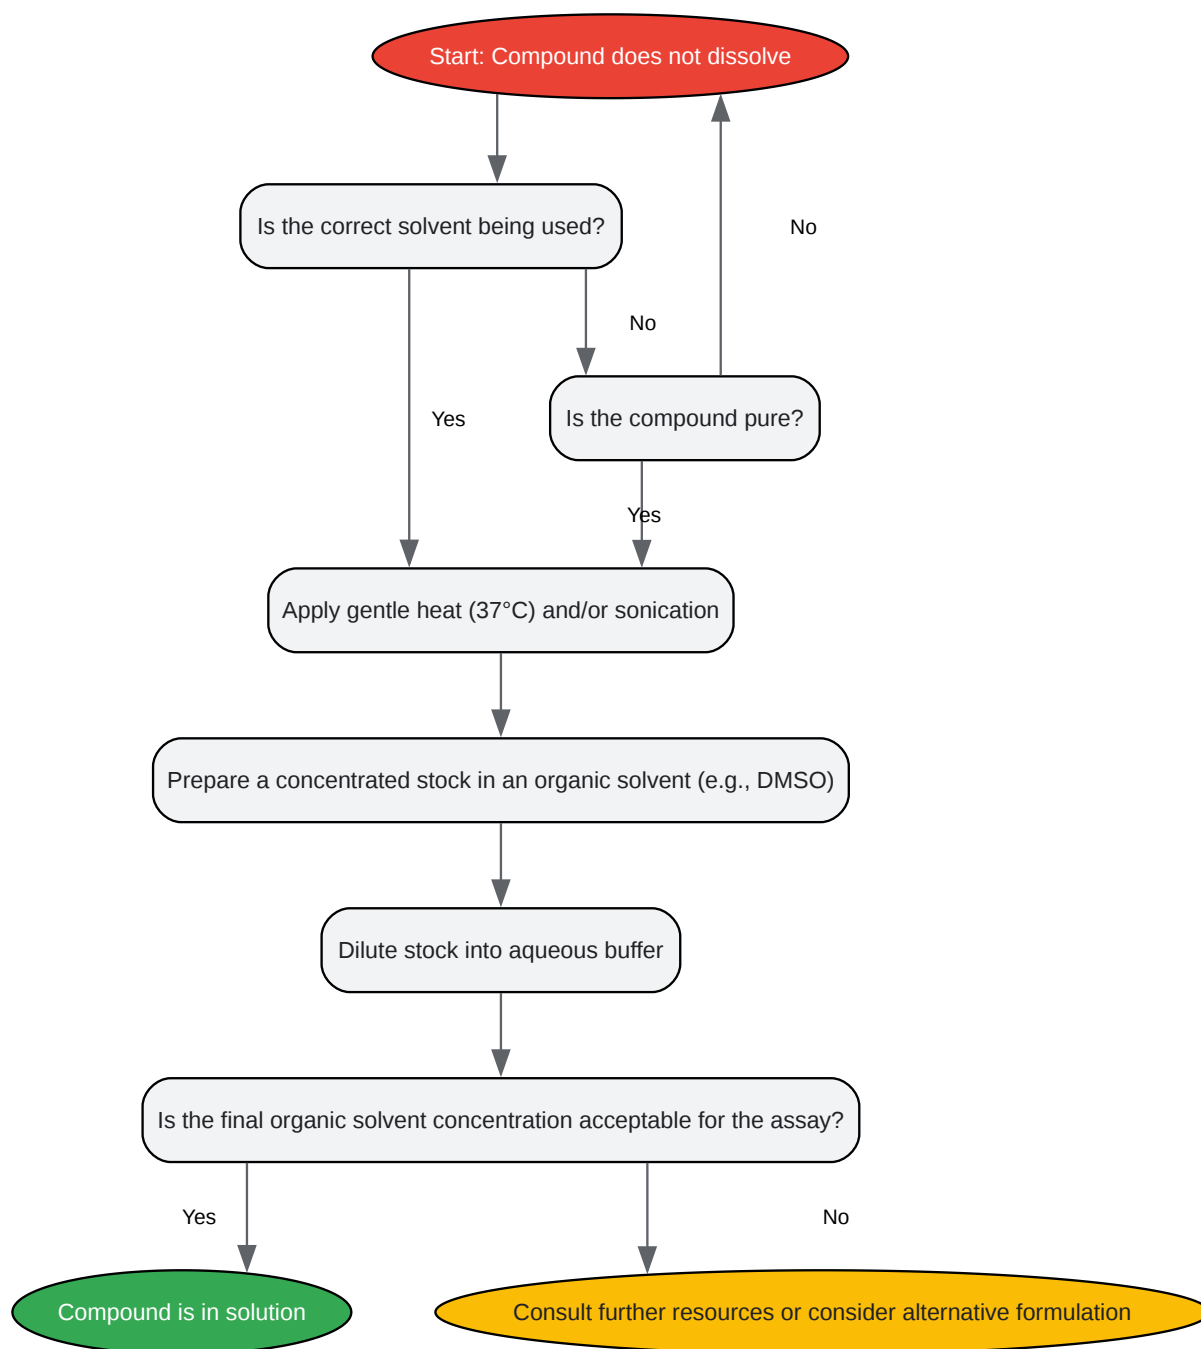 Start: Compound does not dissolve
Is the correct solvent being used?
No
No
Yes
Is the compound pure?
Yes
Apply gentle heat (37°C) and/or sonication
Prepare a concentrated stock in an organic solvent (e.g., DMSO)
Dilute stock into aqueous buffer
Is the final organic solvent concentration acceptable for the assay?
Yes
No
Compound is in solution
Consult further resources or consider alternative formulation